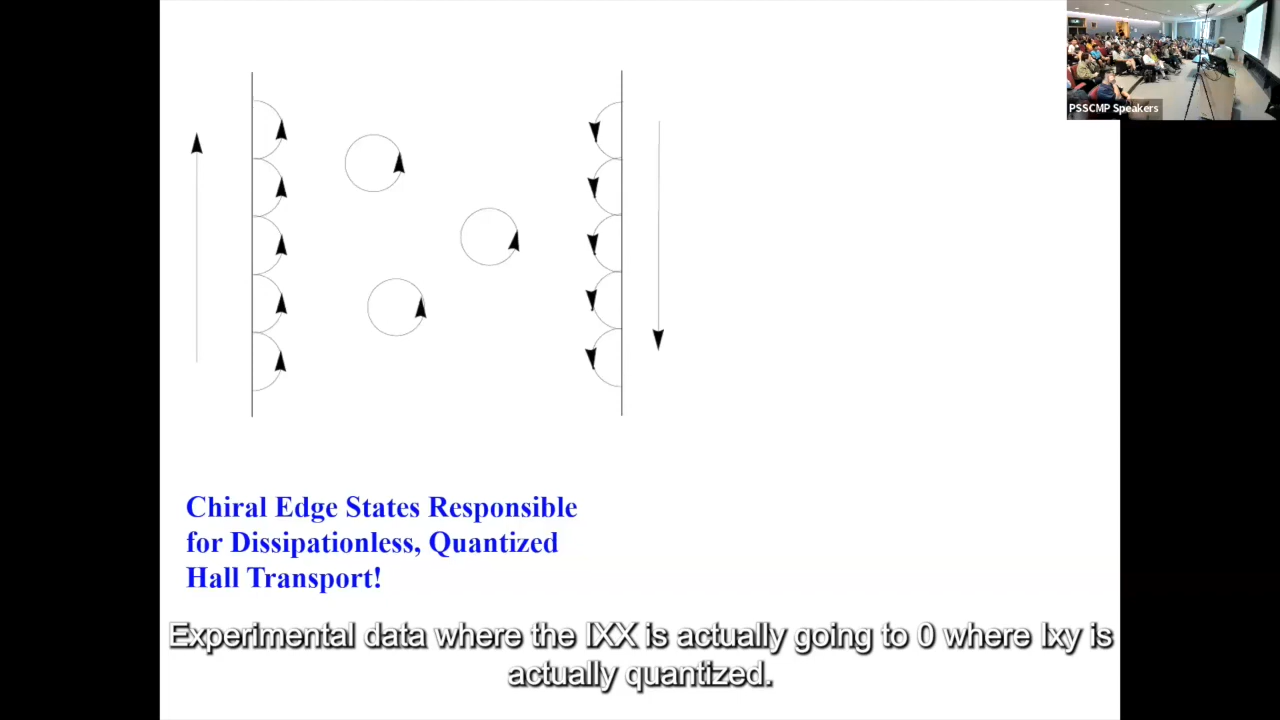 PSSCMP Speakers
Chiral Edge States Responsible
for Dissipationless, Quantized
Hall Transport!
Experimental data where the IXX is actually going to 0 where Ixy is
actually quantized.